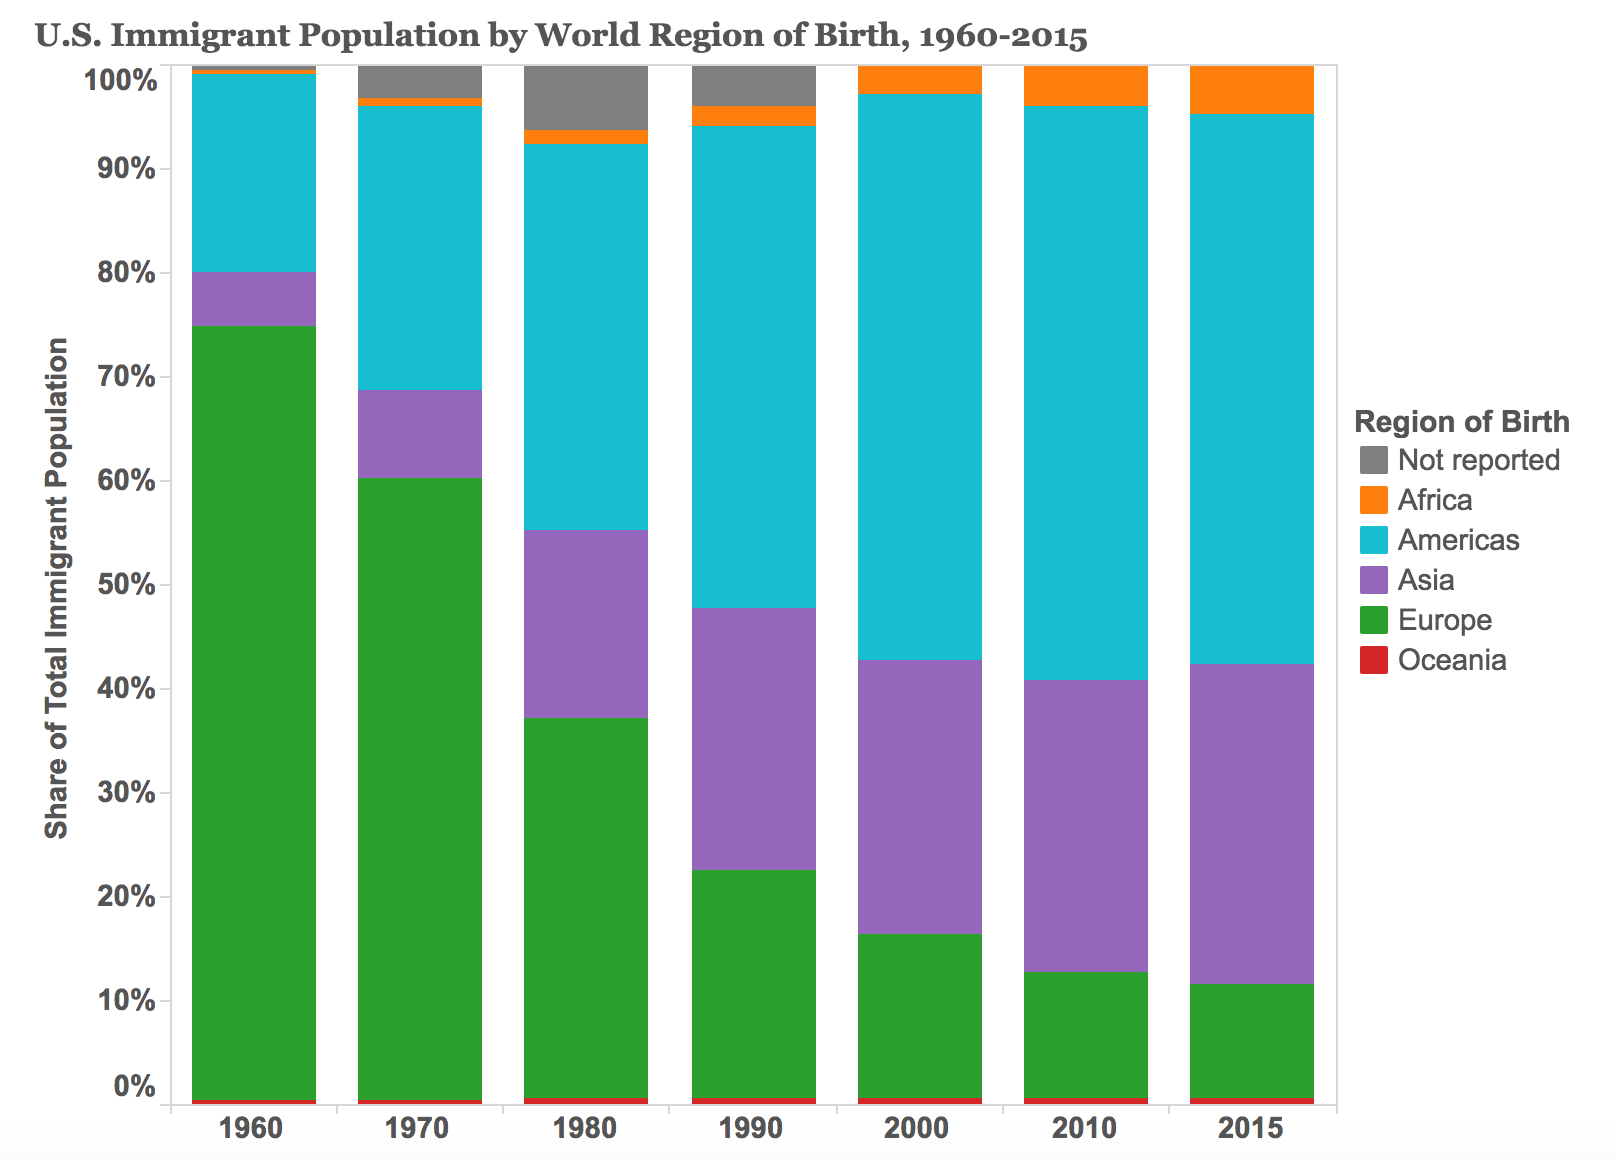 U.S. Immigrant Population by World Region of Birth, 1960-2015
Share of Total Immigrant Population
100%
90%
80%
70%
60%
50%
40%
30%
20%
10%
0%
1960 1970 1980 1990 2000 2010 2015
Region of Birth
Not reported
Africa
Americas
Asia
Europe
Oceania